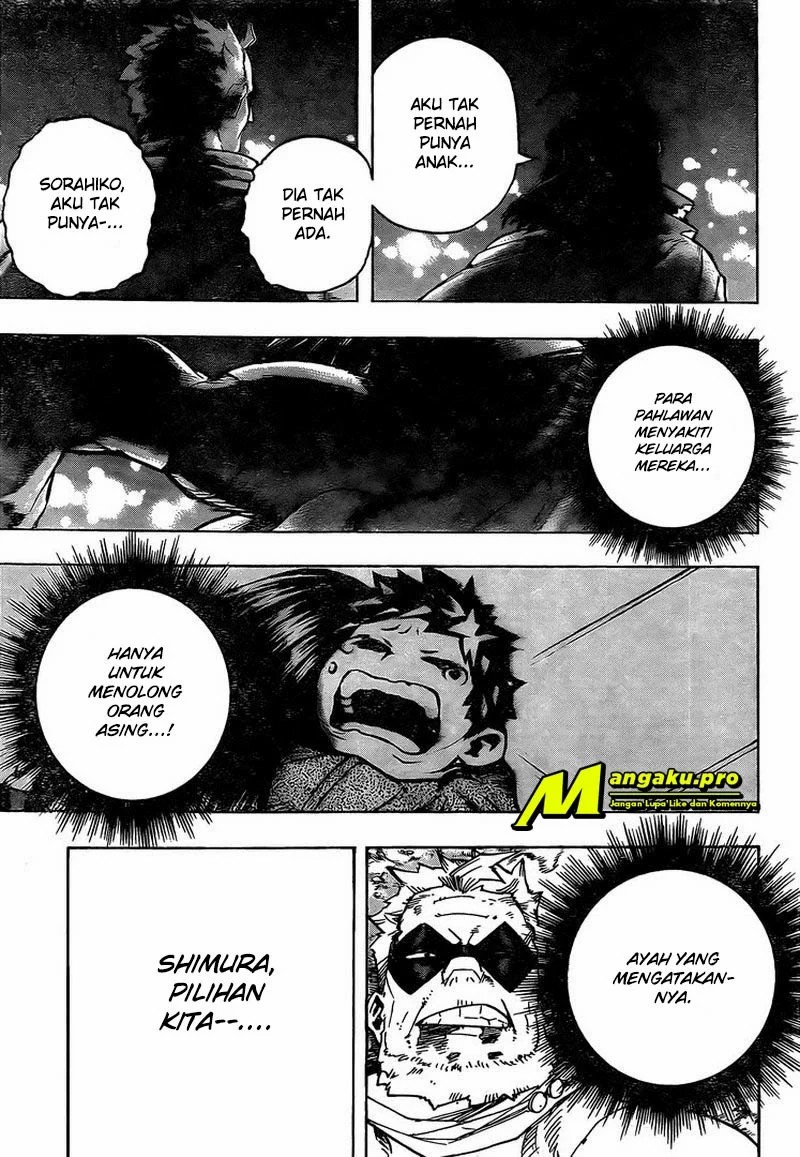 AKU TAK
PERNAH
PUNYA
ANAK...
DIA TAK
PERNAH
ADA.
SORAHIKO,
AKU TAK
PUNYA-...
PARA
PAHLAWAN
MENYAKITI
KELUARGA
MEREKA...
HANYA
UNTUK
MENOLONG
ORANG
ASING...!
Mangaku.pro
Jangan Lupa Like dan Komennya
AYAH YANG
MENGATAKAN-
NYA.
SHIMURA,
PILIHAN
KITA--....